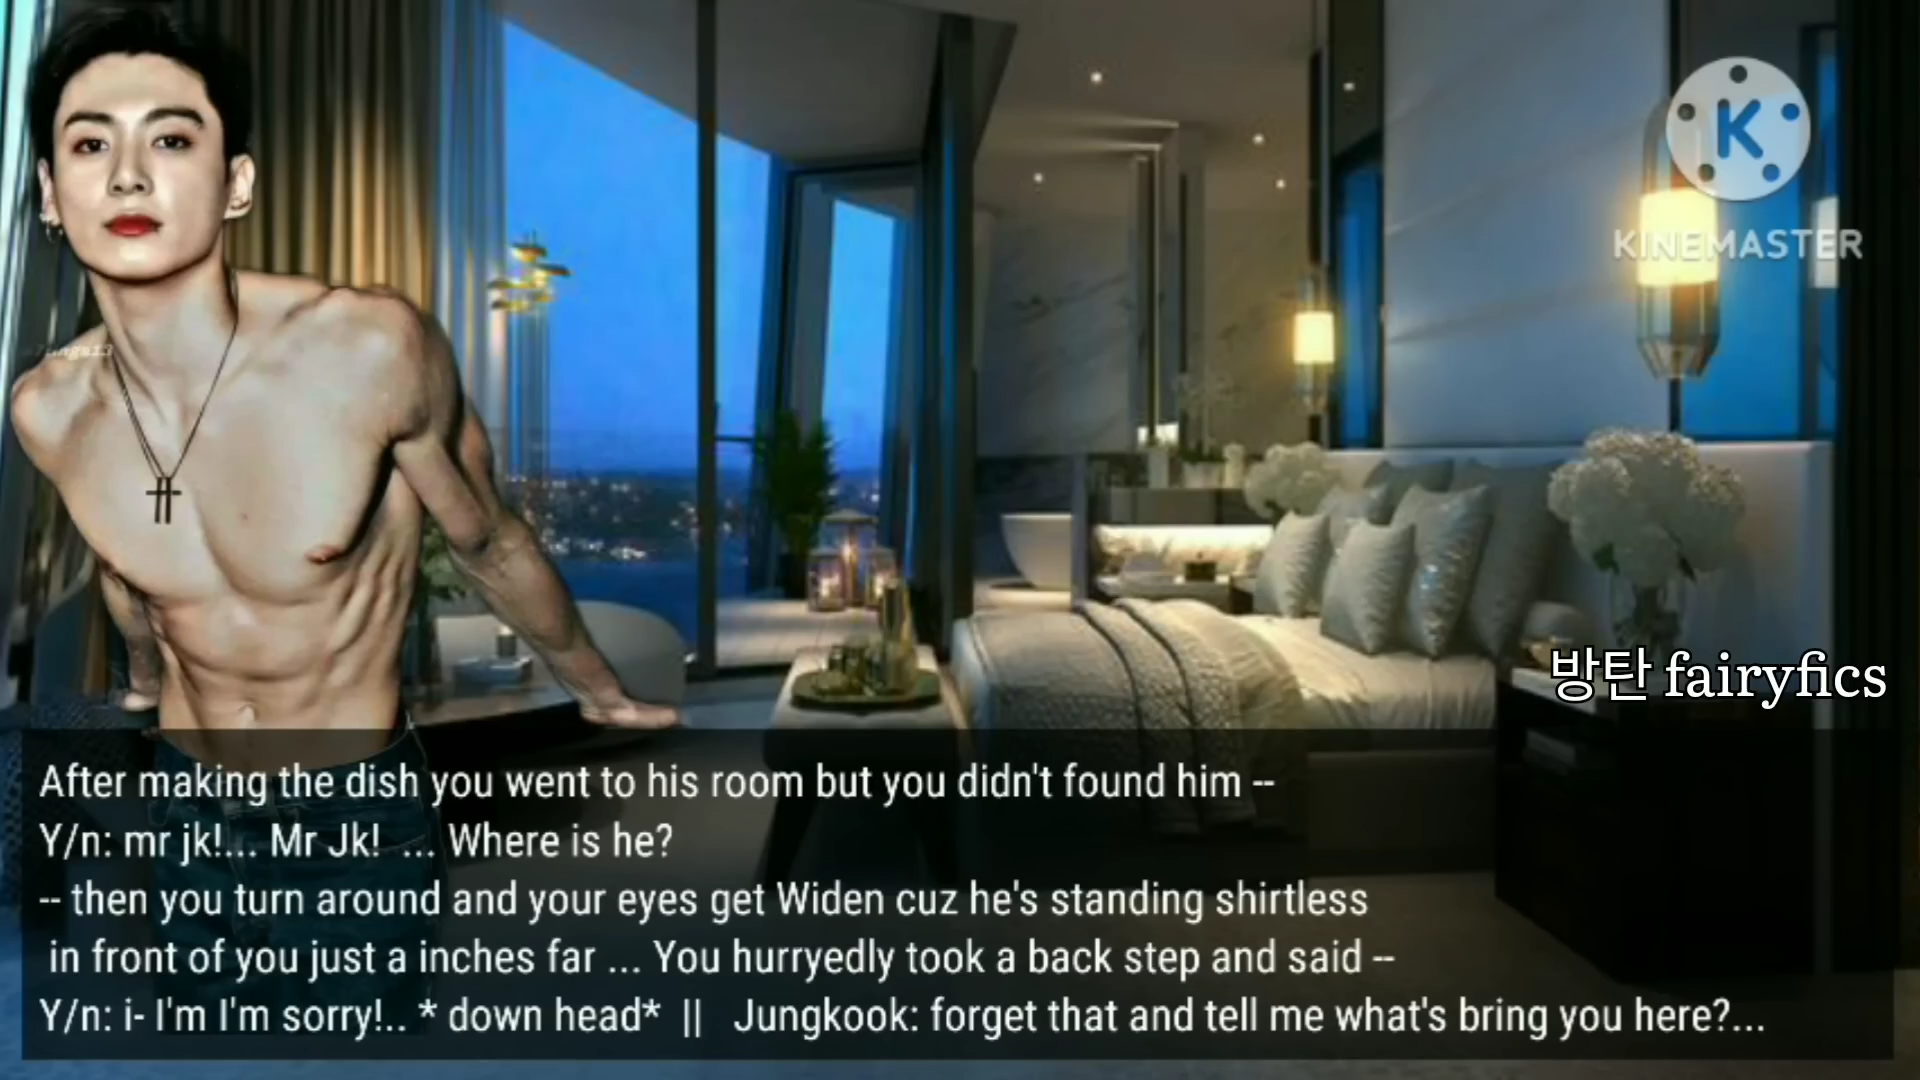 K
KINEMASTER
방탄 fairyfics
After making the dish you went to his room but you didn't found him --
Y/n: mr jk!... Mr Jk! ... Where is he?
-- then you turn around and your eyes get Widen cuz he's standing shirtless
in front of you just a inches far ... You hurryedly took a back step and said --
Y/n: i- I'm I'm sorry!.. * down head* || Jungkook: forget that and tell me what's bring you here?...